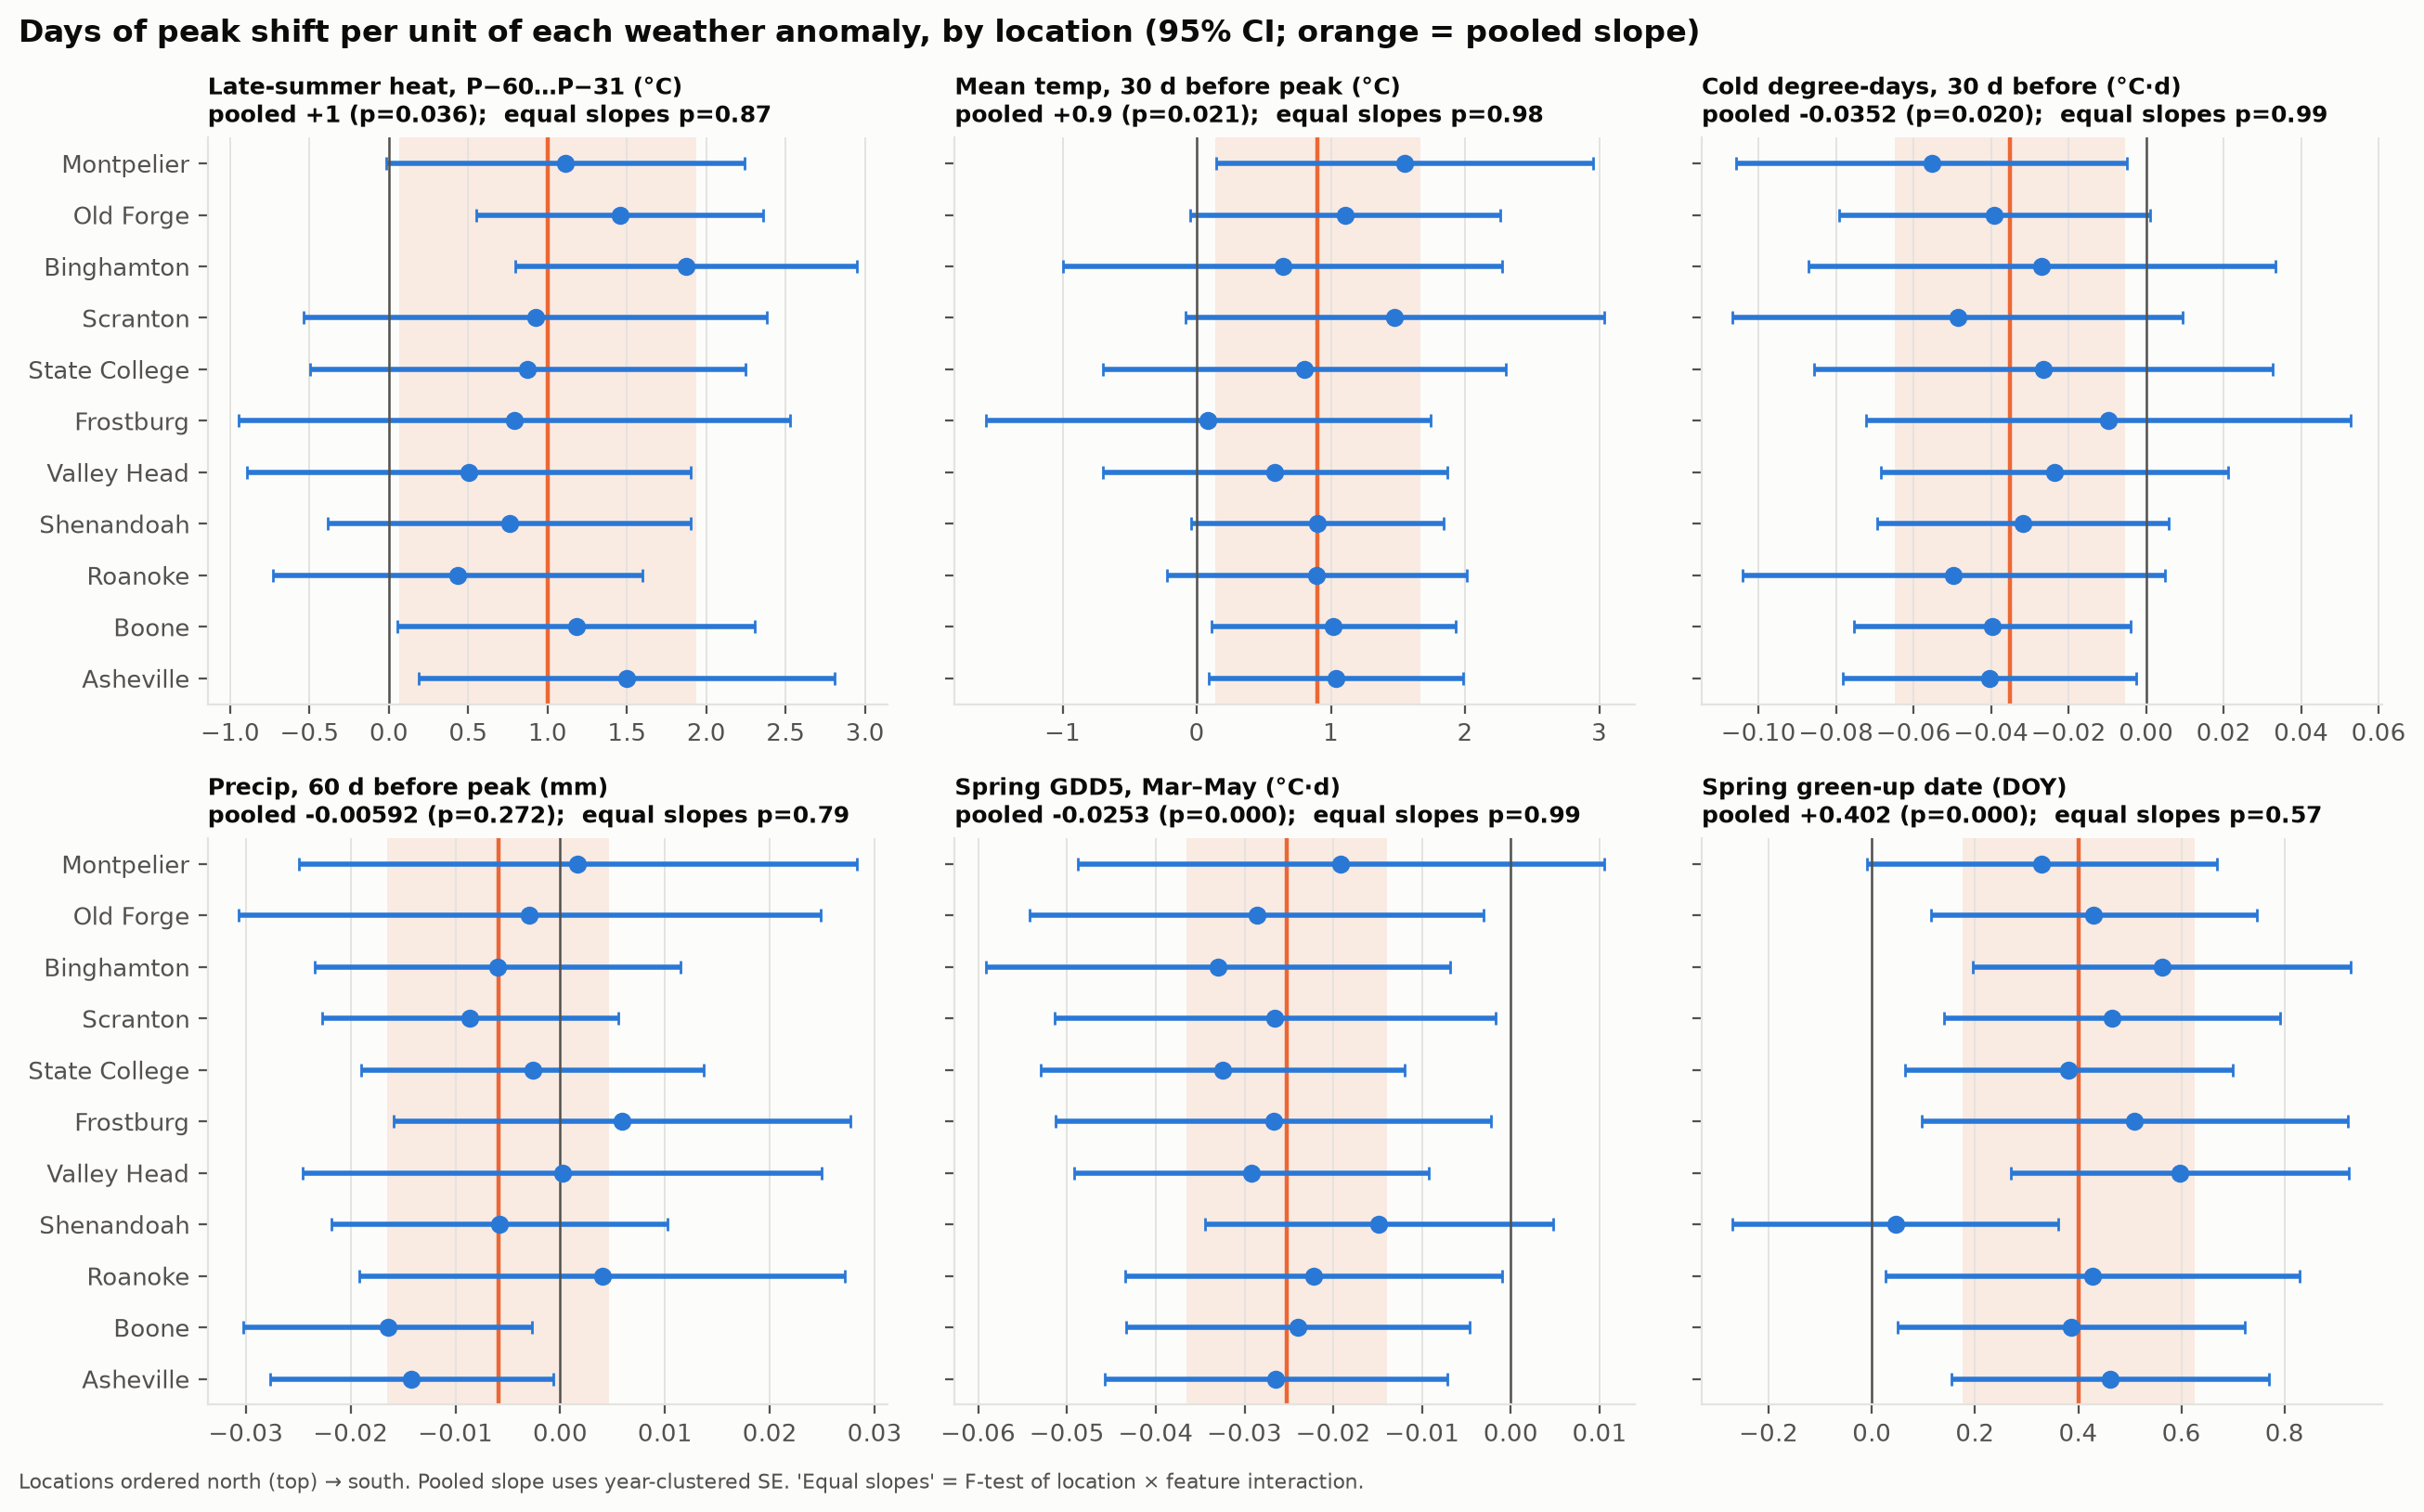 Days of peak shift per unit of each weather anomaly, by location (95% CI; orange = pooled slope)
Late-summer heat, P−60…P−31 (°C)
pooled +1 (p=0.036);  equal slopes p=0.87
Mean temp, 30 d before peak (°C)
pooled +0.9 (p=0.021);  equal slopes p=0.98
Cold degree-days, 30 d before (°C·d)
pooled -0.0352 (p=0.020);  equal slopes p=0.99
Montpelier
Old Forge
Binghamton
Scranton
State College
Frostburg
Valley Head
Shenandoah
Roanoke
Boone
Asheville
−1.0 −0.5 0.0 0.5 1.0 1.5 2.0 2.5 3.0
−1 0 1 2 3
−0.10 −0.08 −0.06 −0.04 −0.02 0.00 0.02 0.04 0.06
Precip, 60 d before peak (mm)
pooled -0.00592 (p=0.272);  equal slopes p=0.79
Spring GDD5, Mar–May (°C·d)
pooled -0.0253 (p=0.000);  equal slopes p=0.99
Spring green-up date (DOY)
pooled +0.402 (p=0.000);  equal slopes p=0.57
Montpelier
Old Forge
Binghamton
Scranton
State College
Frostburg
Valley Head
Shenandoah
Roanoke
Boone
Asheville
−0.03 −0.02 −0.01 0.00 0.01 0.02 0.03
−0.06 −0.05 −0.04 −0.03 −0.02 −0.01 0.00 0.01
−0.2 0.0 0.2 0.4 0.6 0.8
Locations ordered north (top) → south. Pooled slope uses year-clustered SE. 'Equal slopes' = F-test of location × feature interaction.